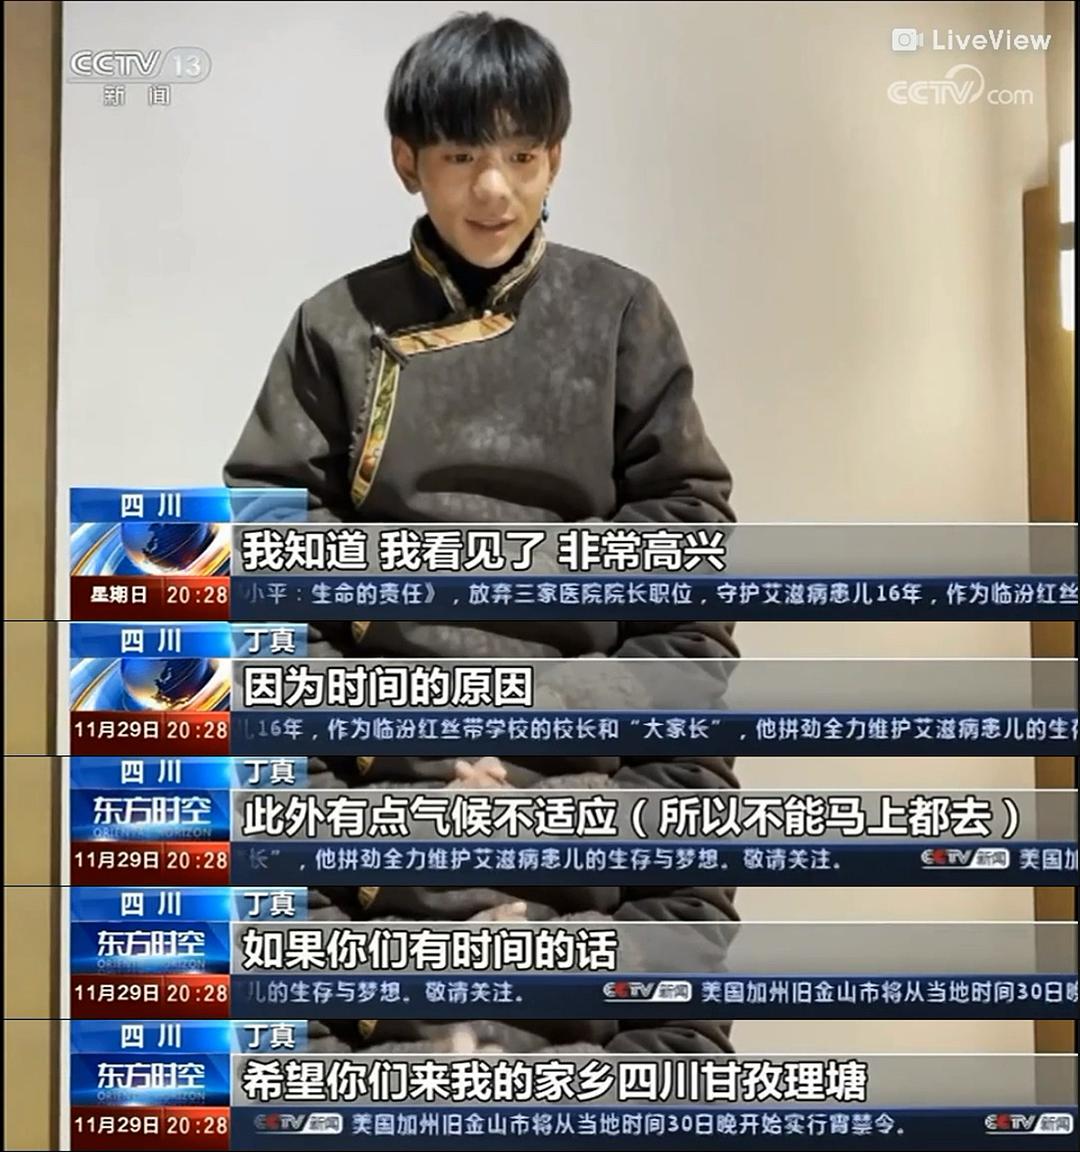 CCTV 13
新闻
LiveView
CCTV.com
四川
我知道 我看见了 非常高兴
星期日 20:28
小平：生命的责任》，放弃三家医院院长职位，守护艾滋病患儿16年，作为临汾红丝
四川 丁真
因为时间的原因
11月29日 20:28
16年，作为临汾红丝带学校的校长和“大家长”，他拼劲全力维护艾滋病患儿的生存
四川 丁真
东方时空
ORIENTAL HORIZON
此外有点气候不适应（所以不能马上都去）
11月29日 20:28
长”，他拼劲全力维护艾滋病患儿的生存与梦想。敬请关注。 CCTV新闻 美国加
四川 丁真
东方时空
ORIENTAL HORIZON
如果你们有时间的话
11月29日 20:28
儿的生存与梦想。敬请关注。 CCTV新闻 美国加州旧金山市将从当地时间30日晚
四川 丁真
东方时空
ORIENTAL HORIZON
希望你们来我的家乡四川甘孜理塘
11月29日 20:28
CCTV新闻 美国加州旧金山市将从当地时间30日晚开始实行宵禁令。 CCTV新闻